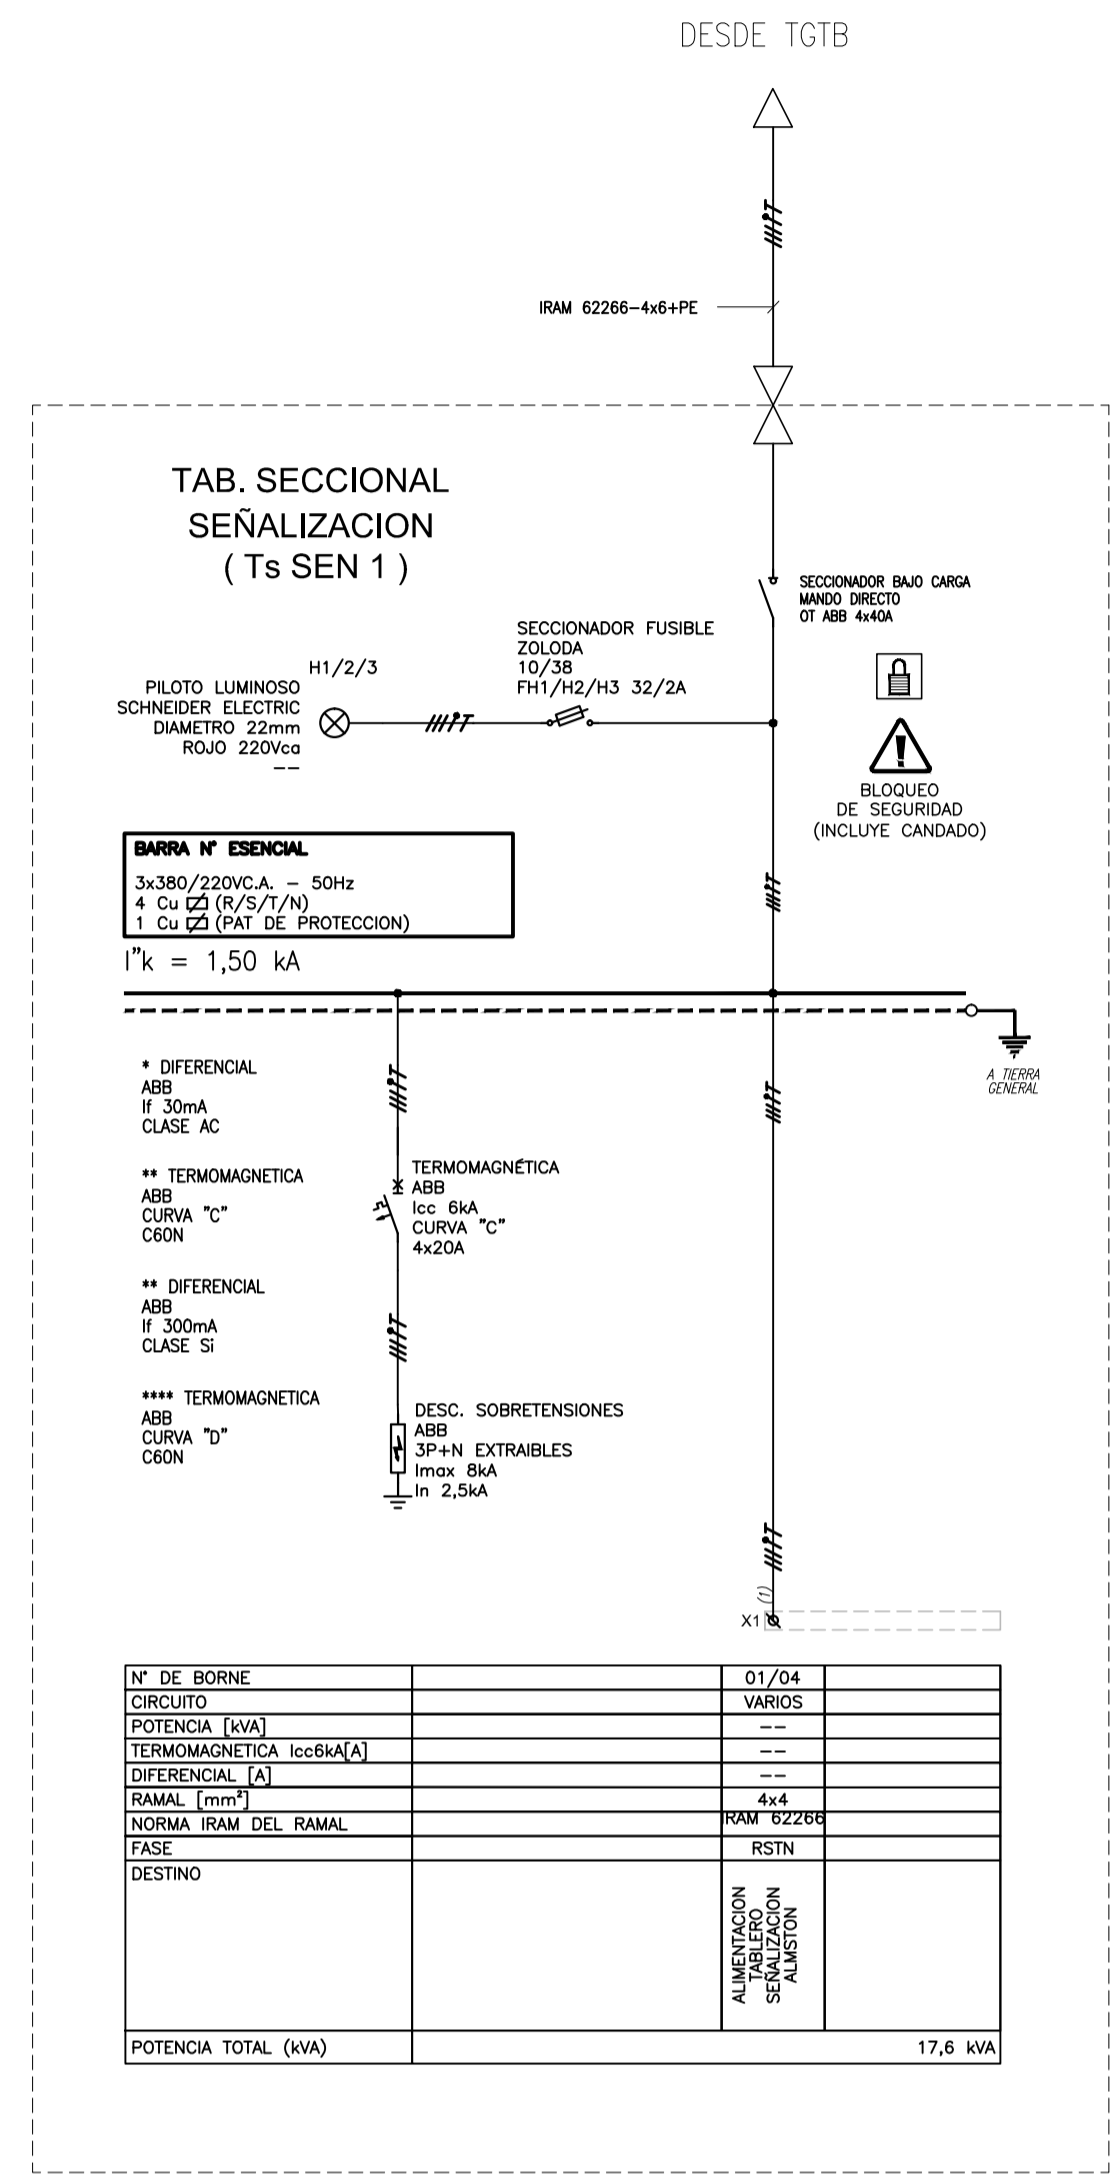 DESDE TGTB
IRAM 62266-4x6+PE
TAB. SECCIONAL
SEÑALIZACION
( Ts SEN 1 )
SECCIONADOR BAJO CARGA
MANDO DIRECTO
OT ABB 4x40A
SECCIONADOR FUSIBLE
ZOLODA
10/38
FH1/H2/H3 32/2A
H1/2/3
PILOTO LUMINOSO
SCHNEIDER ELECTRIC
DIAMETRO 22mm
ROJO 220Vca
--
BLOQUEO
DE SEGURIDAD
(INCLUYE CANDADO)
BARRA N° ESENCIAL
3x380/220VC.A. - 50Hz
4 Cu (R/S/T/N)
1 Cu (PAT DE PROTECCION)
I"k = 1,50 kA
A TIERRA
GENERAL
* DIFERENCIAL
ABB
If 30mA
CLASE AC
** TERMOMAGNETICA
ABB
CURVA "C"
C60N
** DIFERENCIAL
ABB
If 300mA
CLASE Si
**** TERMOMAGNETICA
ABB
CURVA "D"
C60N
TERMOMAGNÉTICA
ABB
Icc 6kA
CURVA "C"
4x20A
DESC. SOBRETENSIONES
ABB
3P+N EXTRAIBLES
Imax 8kA
In 2,5kA
(1)
X1
N° DE BORNE 01/04
CIRCUITO VARIOS
POTENCIA [kVA] --
TERMOMAGNETICA Icc6kA[A] --
DIFERENCIAL [A] --
RAMAL [mm²] 4x4
NORMA IRAM DEL RAMAL IRAM 62266
FASE RSTN
DESTINO
ALIMENTACION
TABLERO
SEÑALIZACION
ALMSTON
POTENCIA TOTAL (kVA) 17,6 kVA